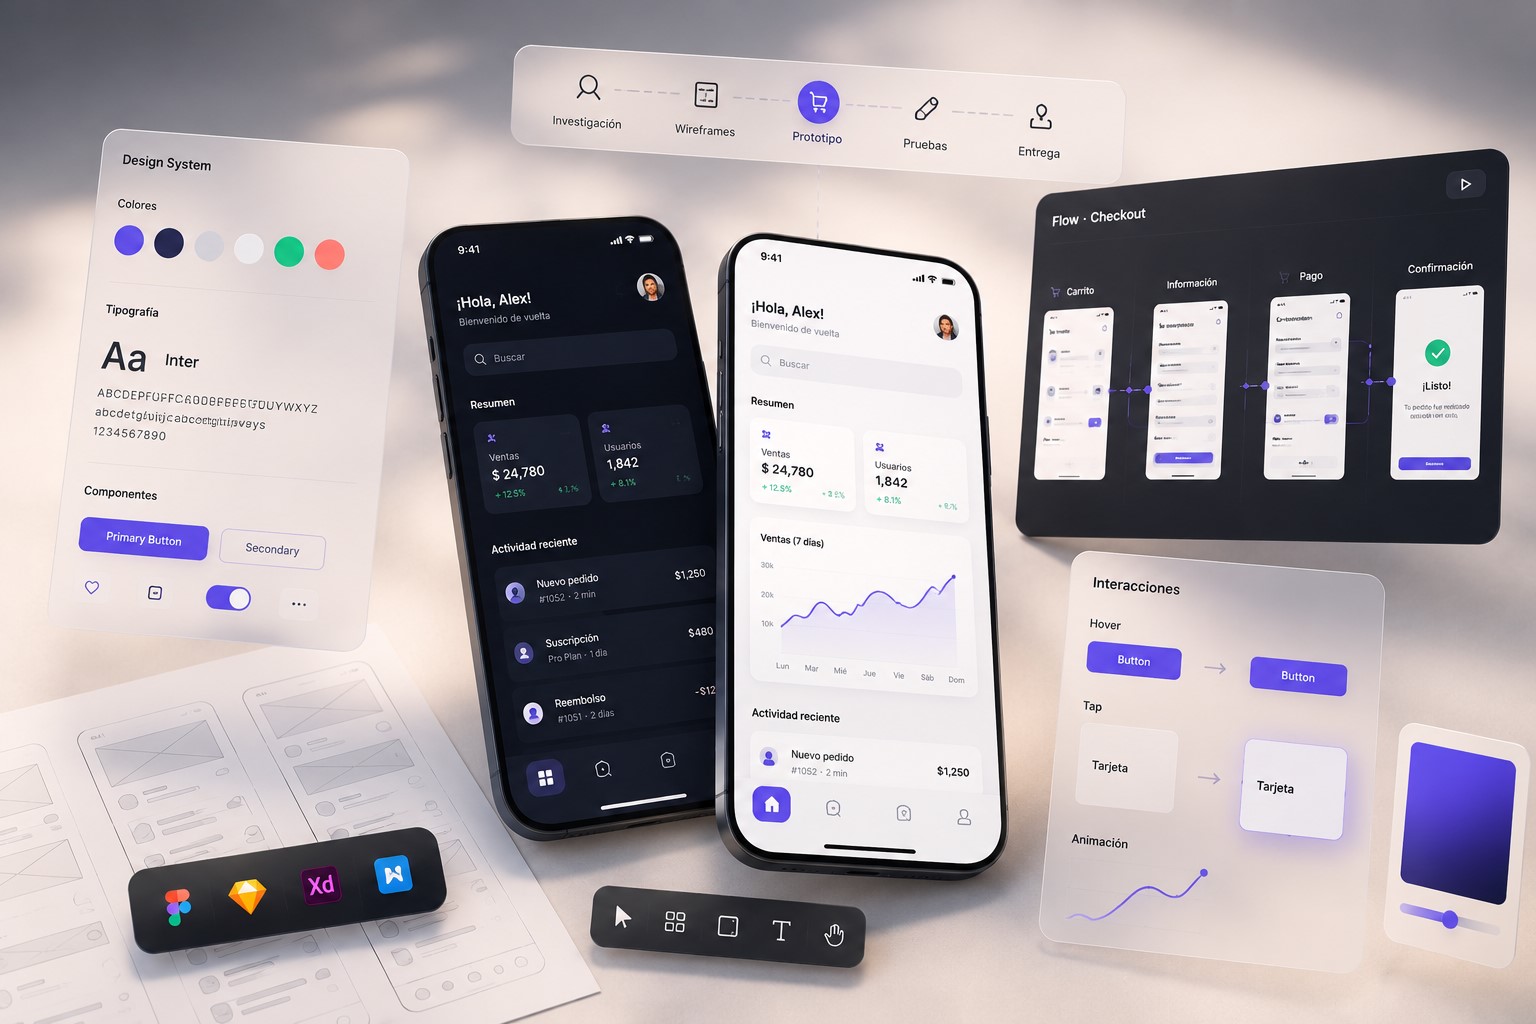 Investigación
Wireframes
Prototipo
Pruebas
Entrega
Design System
Colores
Tipografía
Aa
Inter
1234567890
Componentes
Primary Button
Secondary
9:41
¡Hola, Alex!
Bienvenido de vuelta
Buscar
Resumen
Ventas
$ 24,780
+ 12.5%
Usuarios
1,842
+ 8.1%
Actividad reciente
Nuevo pedido
#1052 · 2 min
$1,250
Suscripción
Pro Plan · 1 día
$480
Reembolso
#1051 · 2 días
-$12
9:41
¡Hola, Alex!
Bienvenido de vuelta
Buscar
Resumen
Ventas
$ 24,780
+ 12.5%
Usuarios
1,842
+ 8.1%
Ventas (7 días)
30k
20k
10k
Lun
Mar
Mié
Jue
Vie
Sáb
Dom
Actividad reciente
Nuevo pedido
#1052 · 2 min
$1,250
Flow · Checkout
Carrito
Información
Pago
Confirmación
¡Listo!
Interacciones
Hover
Button
Button
Tap
Tarjeta
Tarjeta
Animación
Xd
T